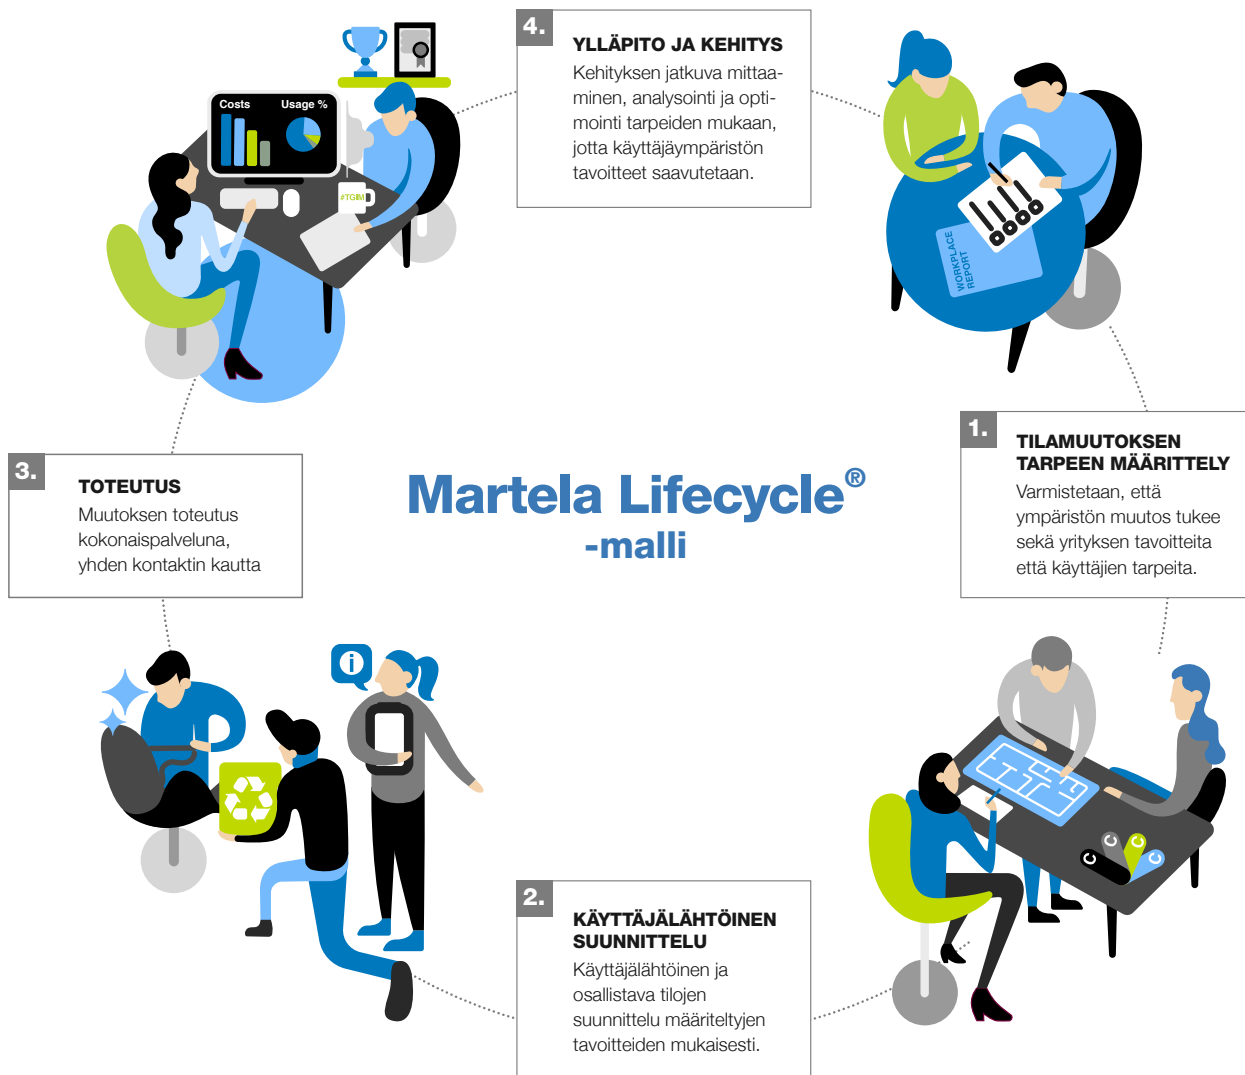 4.
YLLÄPITO JA KEHITYS
Kehityksen jatkuva mittaa-
minen, analysointi ja opti-
mointi tarpeiden mukaan,
jotta käyttäjäympäristön
tavoitteet saavutetaan.
Costs
Usage %
#TGIM
WORKPLACE
REPORT
1.
TILAMUUTOKSEN
TARPEEN MÄÄRITTELY
Varmistetaan, että
ympäristön muutos tukee
sekä yrityksen tavoitteita
että käyttäjien tarpeita.
3.
TOTEUTUS
Muutoksen toteutus
kokonaispalveluna,
yhden kontaktin kautta
Martela Lifecycle®
-malli
i
C
C
C
C
2.
KÄYTTÄJÄLÄHTÖINEN
SUUNNITTELU
Käyttäjälähtöinen ja
osallistava tilojen
suunnittelu määriteltyjen
tavoitteiden mukaisesti.